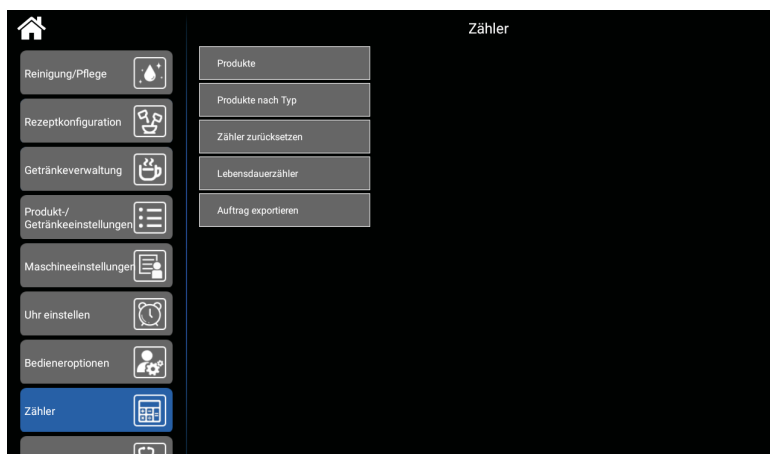 Zähler
Reinigung/Pflege
Rezeptkonfiguration
Getränkeverwaltung
Produkt-/
Getränkeeinstellungen
Maschineeinstellungen
Uhr einstellen
Bedieneroptionen
Zähler
Produkte
Produkte nach Typ
Zähler zurücksetzen
Lebensdauerzähler
Auftrag exportieren